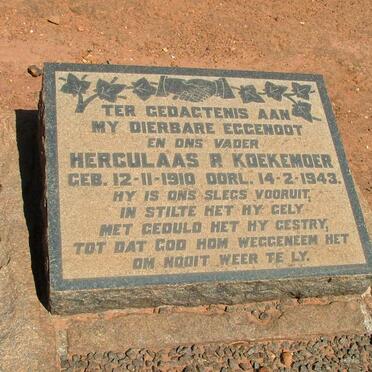 TER GEDACTENIS AAN
MY DIERBARE EGGENOOT
EN ONS VADER
HERCULAAS P. KOEKEMOER
GEB. 12-11-1910 OORL. 14-2-1943.
HY IS ONS SLEGS VOORUIT,
IN STILTE HET HY GELY
MET GEDULD HET HY GESTRY,
TOT DAT GOD HOM WEGGENEEM HET
OM NOOIT WEER TE LY.